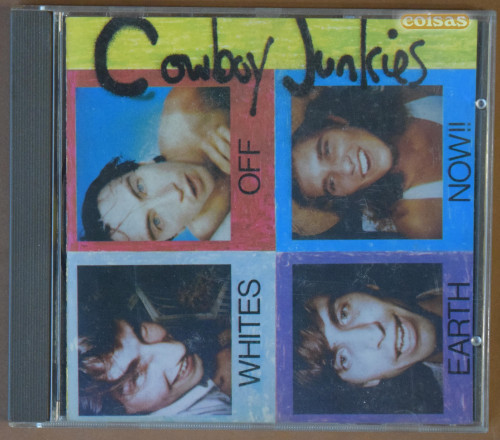 coisas
Cowboy Junkies
WHITES
OFF
EARTH
NOW!!